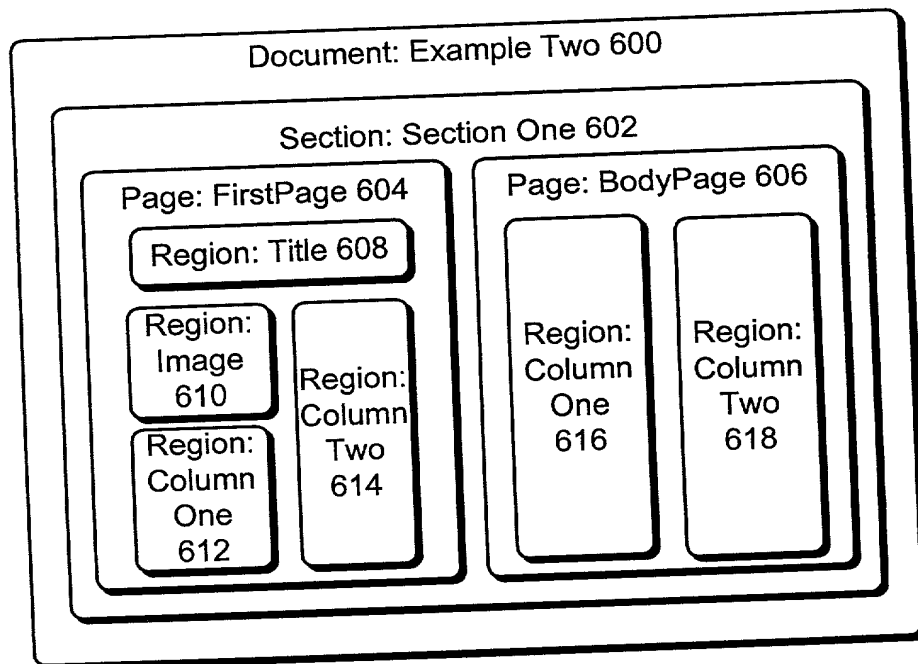 Document: Example Two 600
Section: Section One 602
Page: FirstPage 604
Region: Title 608
Region:
Image
610
Region:
Column
One
612
Region:
Column
Two
614
Page: BodyPage 606
Region:
Column
One
616
Region:
Column
Two
618